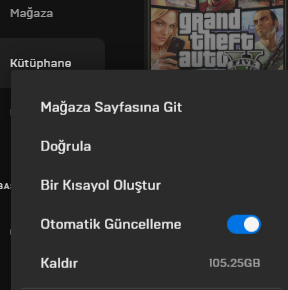 Mağaza
grand
theft
auto
V
Kütüphane
Mağaza Sayfasına Git
Doğrula
Bir Kısayol Oluştur
Otomatik Güncelleme
Kaldır 105.25GB